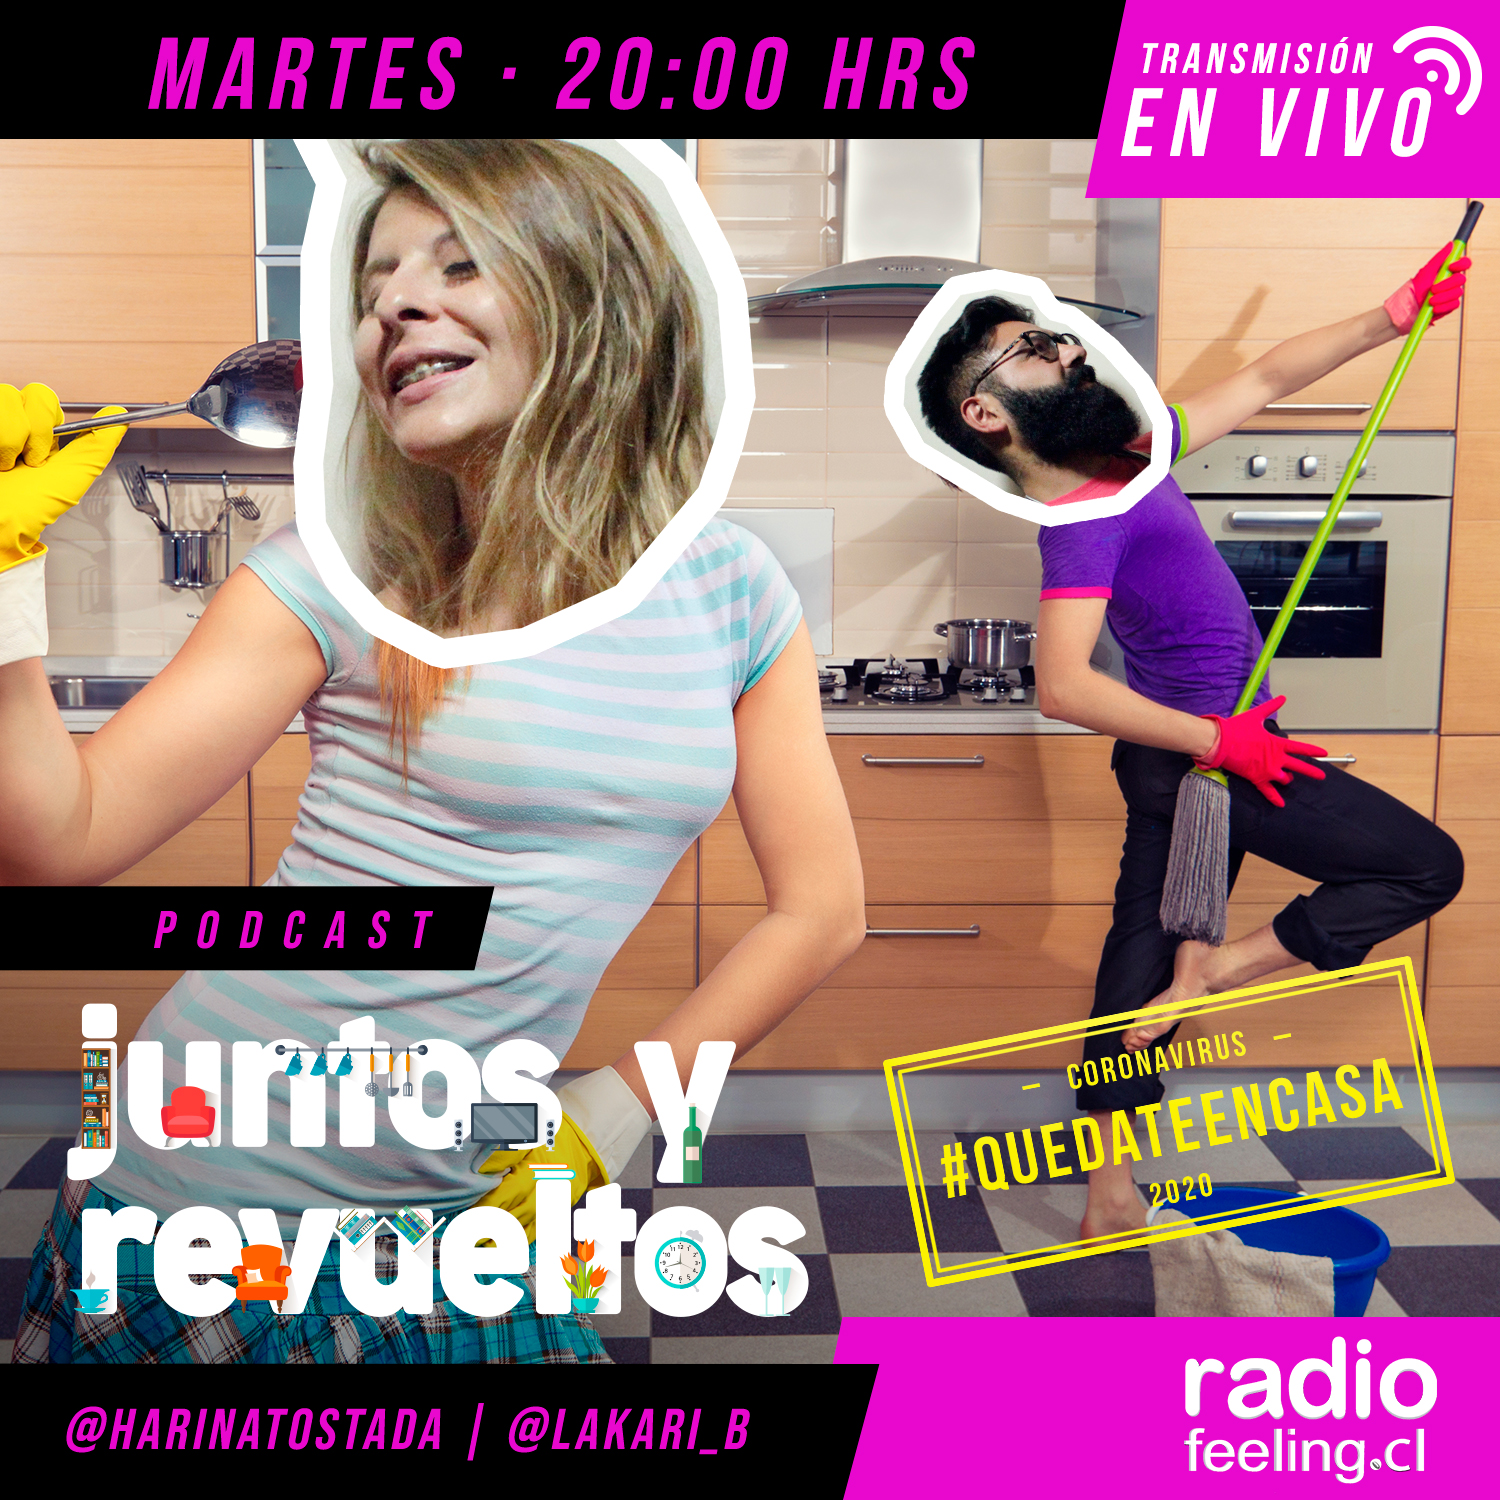 MARTES · 20:00 HRS
TRANSMISIÓN
EN VIVO
PODCAST
juntos y
revueltos
– CORONAVIRUS –
#QUEDATEENCASA
2020
@HARINATOSTADA | @LAKARI_B
radio
feeling.cl